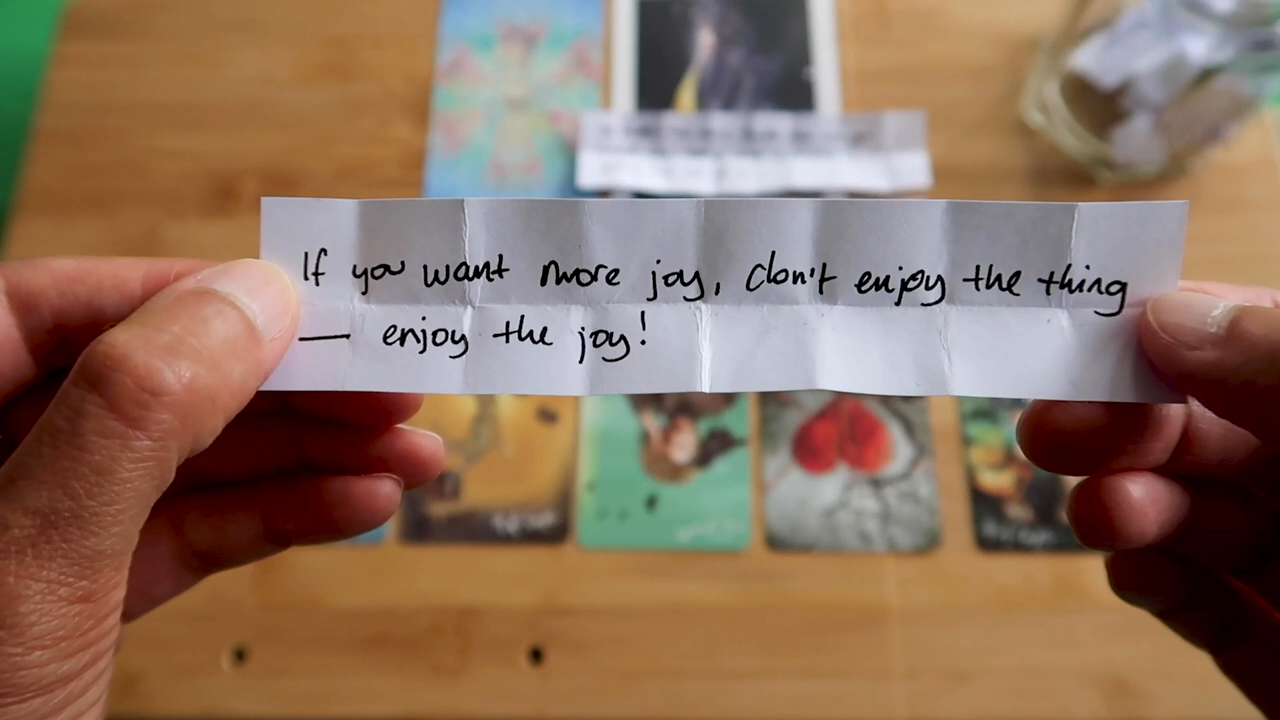 If you want more joy, don't enjoy the thing
— enjoy the joy!